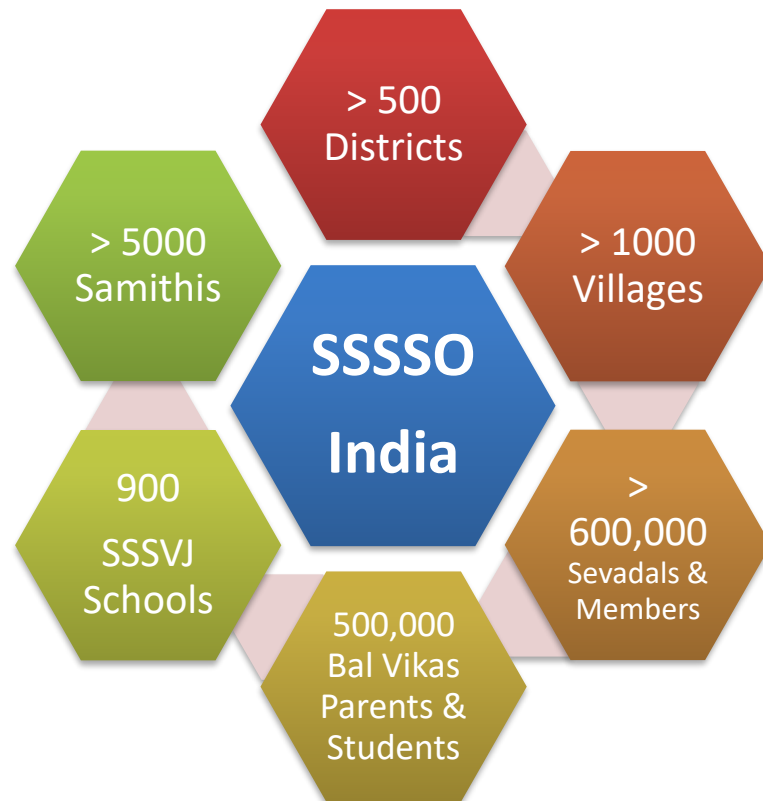 > 500
Districts
> 1000
Villages
>
600,000
Sevadals &
Members
500,000
Bal Vikas
Parents &
Students
900
SSSVJ
Schools
> 5000
Samithis
SSSSO
India